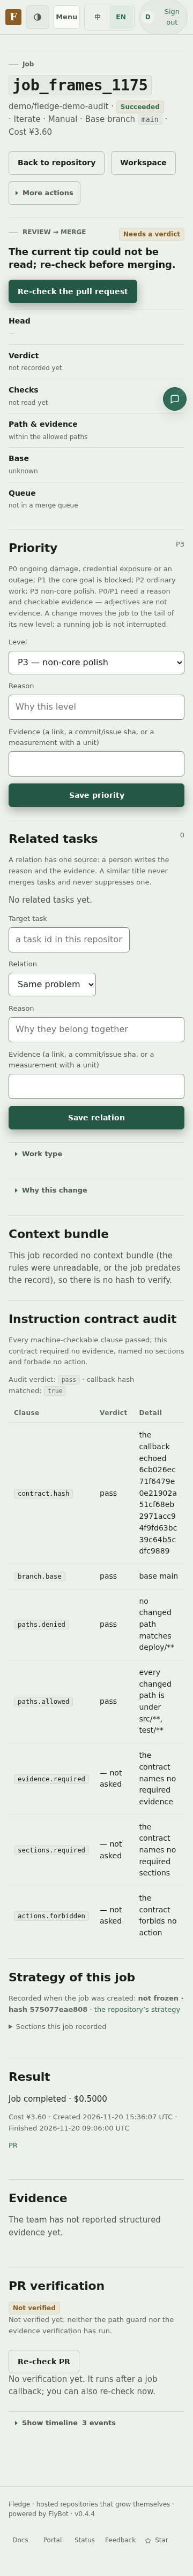 F
Menu
中
EN
D
Sign out
Job
job_frames_1175
demo/fledge-demo-audit · Succeeded
· Iterate · Manual · Base branch main ·
Cost ¥3.60
Back to repository
Workspace
More actions
REVIEW → MERGE
Needs a verdict
The current tip could not be
read; re-check before merging.
Re-check the pull request
Head
—
Verdict
not recorded yet
Checks
not read yet
Path & evidence
within the allowed paths
Base
unknown
Queue
not in a merge queue
Priority
P3
P0 ongoing damage, credential exposure or an
outage; P1 the goal is blocked; P2 ordinary
work; P3 non-core polish. P0/P1 need a reason
and checkable evidence — adjectives are not
evidence. A change moves the job to the tail of
its new level; a running job is not interrupted.
Level
P3 — non-core polish
Reason
Why this level
Evidence (a link, a commit/issue sha, or a
measurement with a unit)
Save priority
Related tasks
0
A relation has one source: a person writes the
reason and the evidence. A similar title never
merges tasks and never suppresses one.
No related tasks yet.
Target task
a task id in this repositor
Relation
Same problem
Reason
Why they belong together
Evidence (a link, a commit/issue sha, or a
measurement with a unit)
Save relation
Work type
Why this change
Context bundle
This job recorded no context bundle (the
rules were unreadable, or the job predates
the record), so there is no hash to verify.
Instruction contract audit
Every machine-checkable clause passed; this
contract required no evidence, named no sections
and forbade no action.
Audit verdict: pass · callback hash
matched: true
Clause Verdict Detail
contract.hash pass the
callback
echoed
6cb026ec
71f6479e
0e21902a
51cf68eb
2971acc9
4f9fd63bc
39c64b5c
dfc9889
branch.base pass base main
paths.denied pass no
changed
path
matches
deploy/**
paths.allowed pass every
changed
path is
under
src/**,
test/**
evidence.required — not asked the
contract
names no
required
evidence
sections.required — not asked the
contract
names no
required
sections
actions.forbidden — not asked the
contract
forbids no
action
Strategy of this job
Recorded when the job was created: not frozen ·
hash 575077eae808 · the repository's strategy
Sections this job recorded
Result
Job completed · $0.5000
Cost ¥3.60 · Created 2026-11-20 15:36:07 UTC ·
Finished 2026-11-20 09:06:00 UTC
PR
Evidence
The team has not reported structured
evidence yet.
PR verification
Not verified
Not verified yet: neither the path guard nor the
evidence verification has run.
Re-check PR
No verification yet. It runs after a job
callback; you can also re-check now.
Show timeline 3 events
Fledge · hosted repositories that grow themselves ·
powered by FlyBot · v0.4.4
Docs
Portal
Status
Feedback
Star